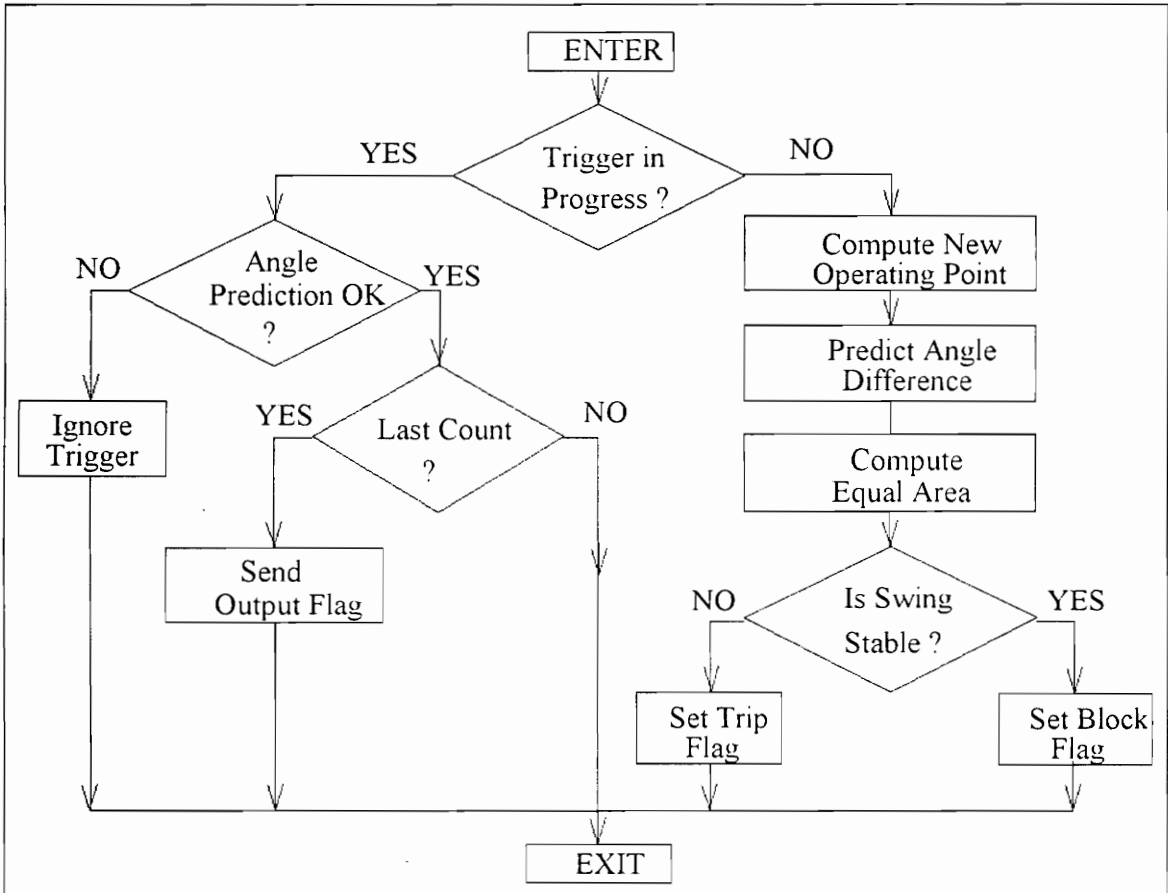 ENTER
Trigger in
Progress ?
YES
NO
Angle
Prediction OK
?
NO
YES
Compute New
Operating Point
Predict Angle
Difference
Ignore
Trigger
YES
Last Count
?
NO
Compute
Equal Area
Send
Output Flag
NO
Is Swing
Stable ?
YES
Set Trip
Flag
Set Block
Flag
EXIT